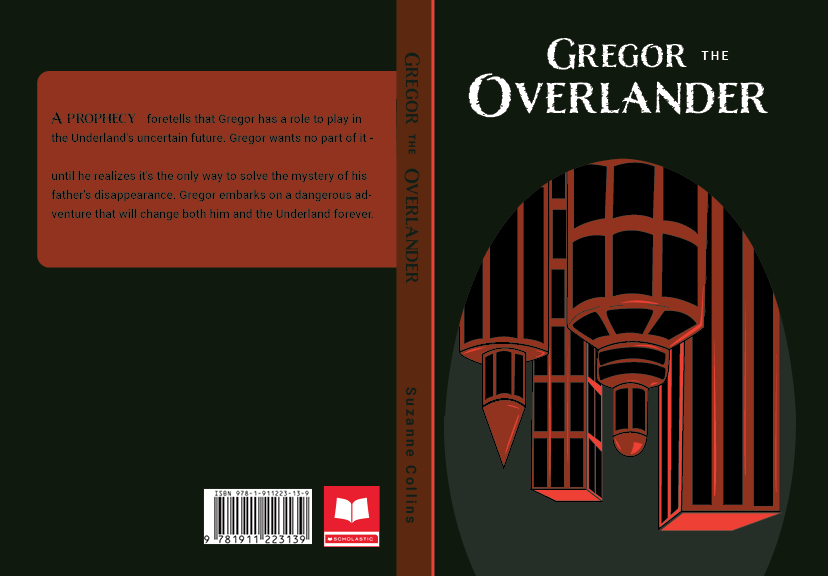 A PROPHECY foretells that Gregor has a role to play in
the Underland's uncertain future. Gregor wants no part of it -
until he realizes it's the only way to solve the mystery of his
father's disappearance. Gregor embarks on a dangerous ad-
venture that will change both him and the Underland forever.
ISBN 978-1-911223-13-9
9 781911 223139
SCHOLASTIC
GREGOR THE OVERLANDER
Suzanne Collins
GREGOR THE
OVERLANDER